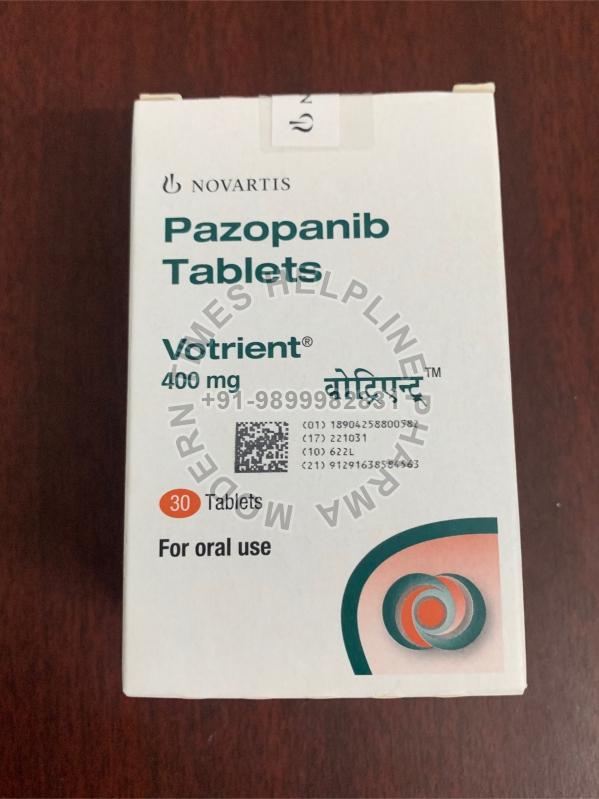 N
NOVARTIS
Pazopanib
Tablets
Votrient®
400 mg
वोट्रिएन्ट™
+91-9899982831
(01) 18904258800582
(17) 221031
(10) 622L
(21) 91291638584563
30 Tablets
For oral use
MODERN TIMES HELPLINE PHARMA